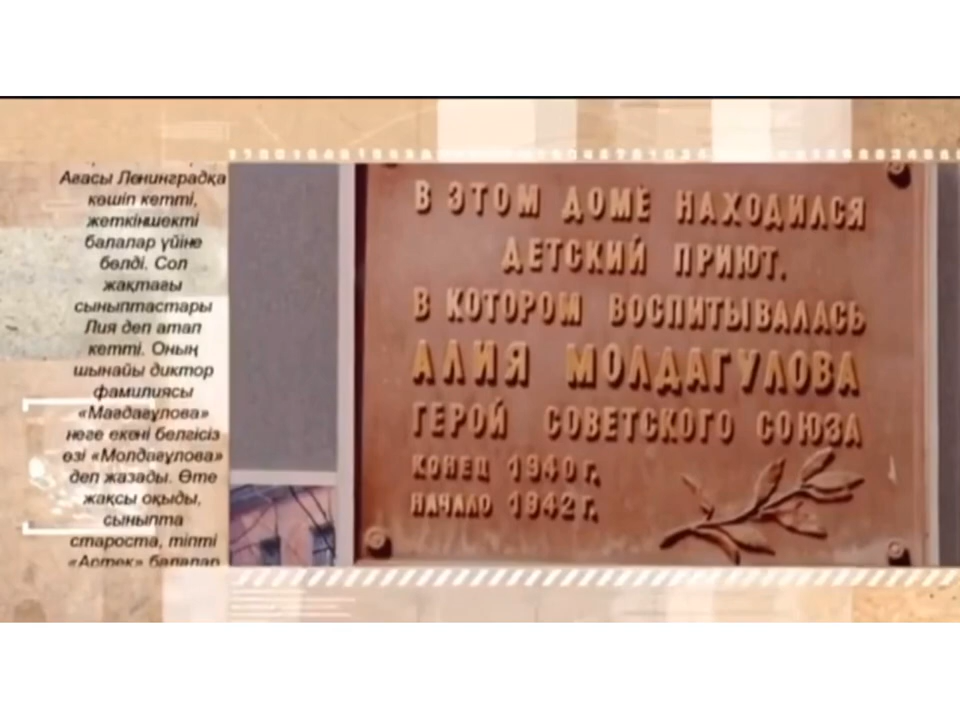 Ағасы Ленинградқа
көшіп кетті,
жеткіншекті
балалар үйіне
бөлді. Сол
жақтағы
сыныптастары
Лия деп атап
кетті. Оның
шынайы диктор
фамилиясы
«Мағдағұлова»
неге екені белгісіз
өзі «Молдағұлова»
деп жазады. Өте
жақсы оқыды,
сыныпта
староста, тіпті
«Артек» балалар
В ЭТОМ ДОМЕ НАХОДИЛСЯ
ДЕТСКИЙ ПРИЮТ,
В КОТОРОМ ВОСПИТЫВАЛАСЬ
АЛИЯ МОЛДАГУЛОВА
ГЕРОЙ СОВЕТСКОГО СОЮЗА
КОНЕЦ 1940 г,
НАЧАЛО 1942 г,